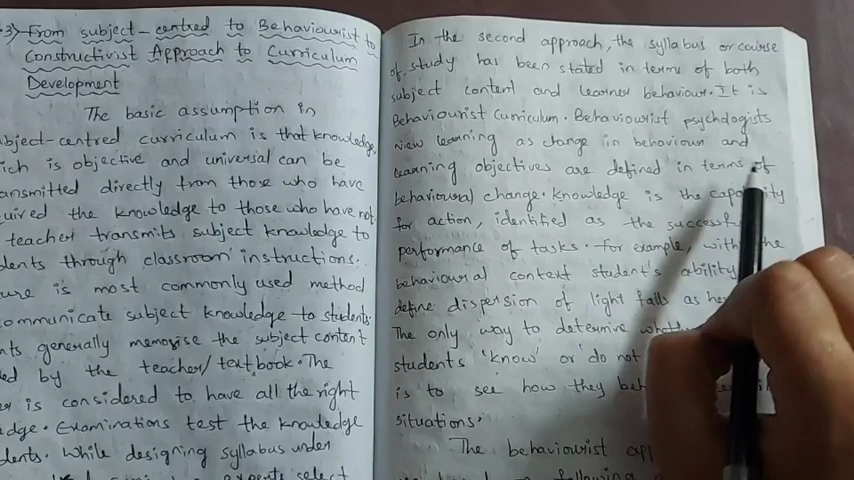 3) From subject-centred to Behaviourist to
Constructivist Approach to Curriculum
Development
The basic assumption in
subject-centred curriculum is that knowledge
which is objective and universal can be
transmitted directly from those who have
acquired the knowledge to those who have not
teacher transmits subject knowledge to
students through classroom instructions.
is most commonly used method
communicate subject knowledge to students.
generally memorise the subject content
by the teacher/textbook. The
is considered to have all the right
Examinations test the knowledge
While designing syllabus under
experts select
In the second approach, the syllabus or course
of study has been stated in terms of both
subject content and learner behaviour. It is
Behaviourist Curriculum. Behaviourist psychologists
view learning as change in behaviour and
learning objectives are defined in terms of
behavioural change. Knowledge is the capacity
for action, identified as the
performance of tasks. For example, the
behavioural context student's ability
define dispersion of light falls as
The only way to determine
students 'know' or do not
is to see how they
situations.
The behaviourist
following